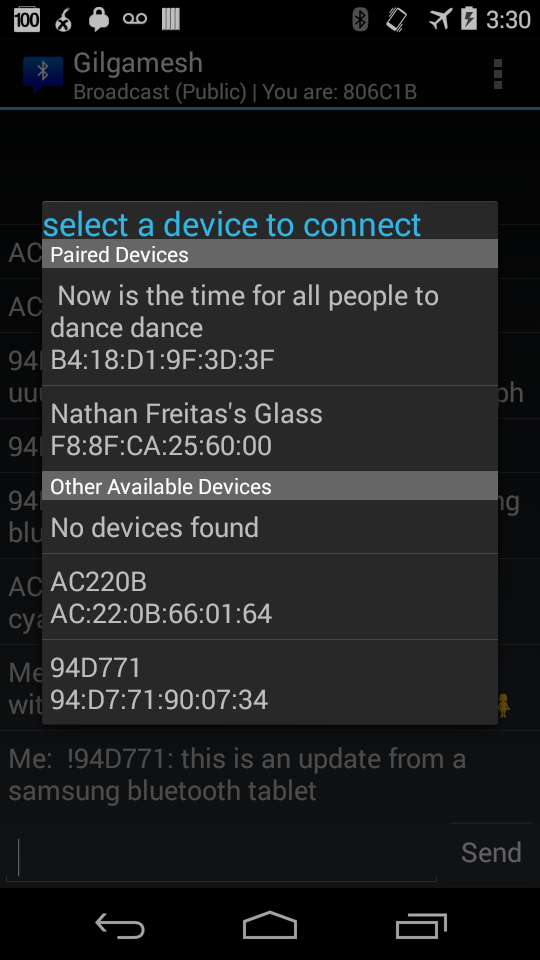 100
3:30
Gilgamesh
Broadcast (Public) | You are: 806C1B
select a device to connect
Paired Devices
Now is the time for all people to
dance dance
B4:18:D1:9F:3D:3F
Nathan Freitas's Glass
F8:8F:CA:25:60:00
Other Available Devices
No devices found
AC220B
AC:22:0B:66:01:64
94D771
94:D7:71:90:07:34
Me: !94D771: this is an update from a
samsung bluetooth tablet
Send